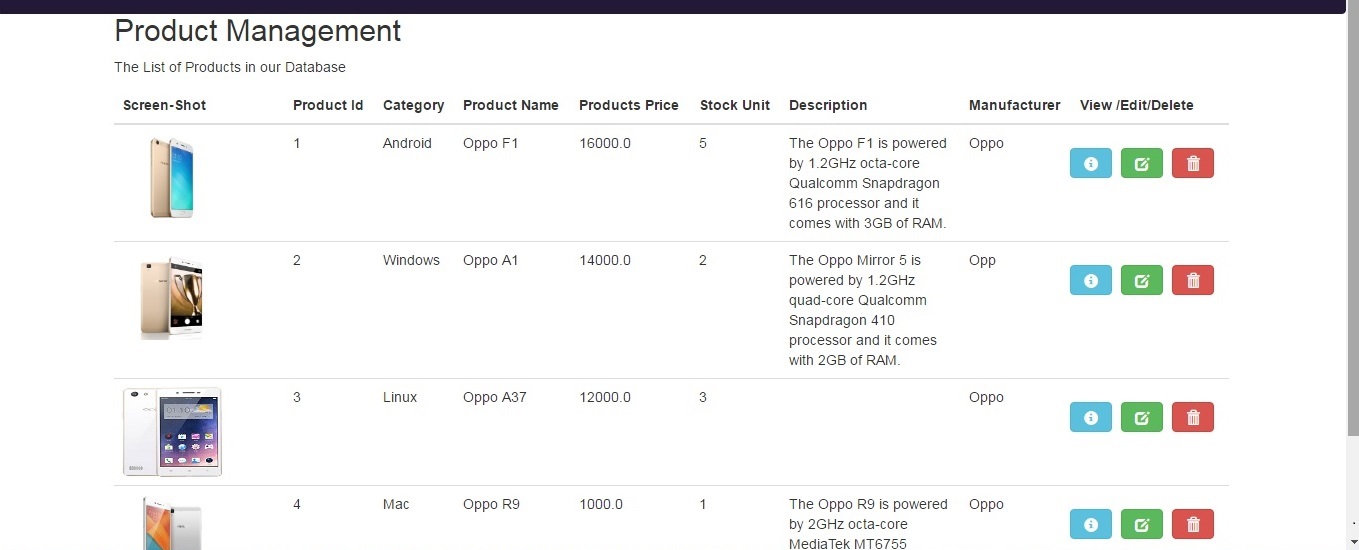 Product Management
The List of Products in our Database
Screen-Shot Product Id Category Product Name Products Price Stock Unit Description Manufacturer View /Edit/Delete
1 Android Oppo F1 16000.0 5 The Oppo F1 is powered Oppo
by 1.2GHz octa-core
Qualcomm Snapdragon
616 processor and it
comes with 3GB of RAM.
2 Windows Oppo A1 14000.0 2 The Oppo Mirror 5 is Opp
powered by 1.2GHz
quad-core Qualcomm
Snapdragon 410
processor and it comes
with 2GB of RAM.
3 Linux Oppo A37 12000.0 3 Oppo
4 Mac Oppo R9 1000.0 1 The Oppo R9 is powered Oppo
by 2GHz octa-core
MediaTek MT6755